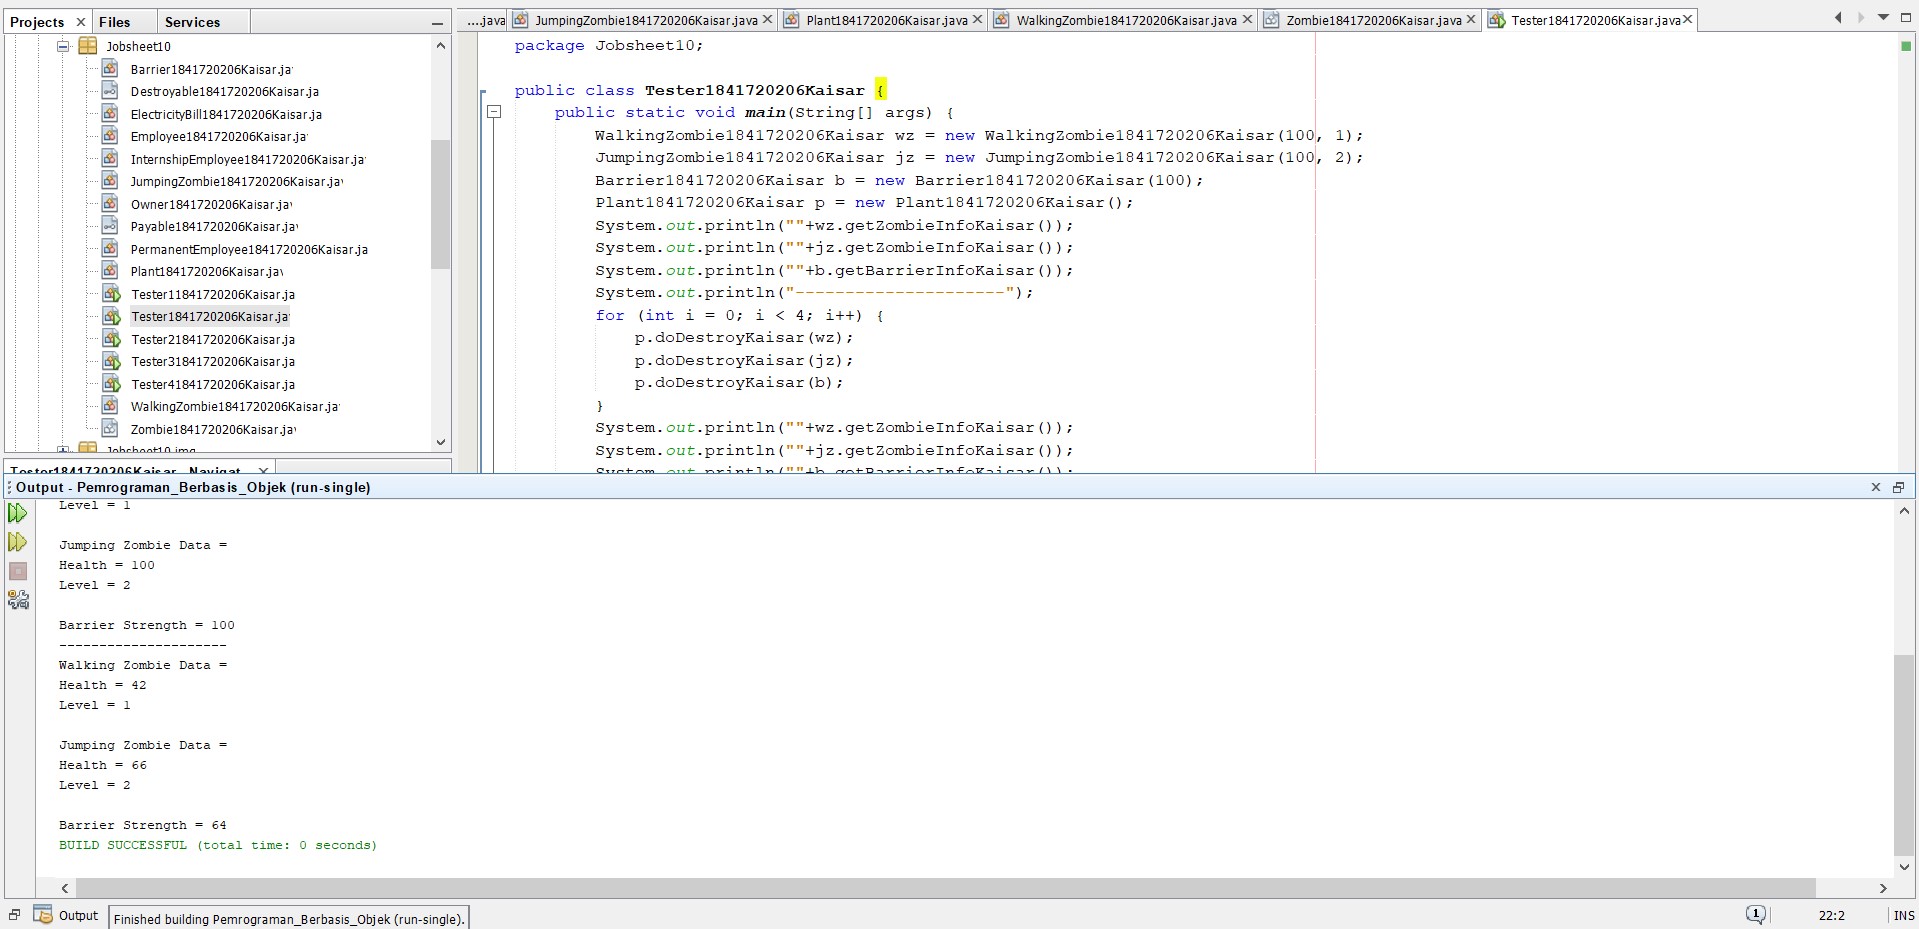 Projects
Files
Services
Jobsheet10
Barrier1841720206Kaisar.ja
Destroyable1841720206Kaisar.ja
ElectricityBill1841720206Kaisar.ja
Employee1841720206Kaisar.ja
InternshipEmployee1841720206Kaisar.ja
JumpingZombie1841720206Kaisar.ja
Owner1841720206Kaisar.ja
Payable1841720206Kaisar.ja
PermanentEmployee1841720206Kaisar.ja
Plant1841720206Kaisar.ja
Tester11841720206Kaisar.ja
Tester1841720206Kaisar.ja
Tester21841720206Kaisar.ja
Tester31841720206Kaisar.ja
Tester41841720206Kaisar.ja
WalkingZombie1841720206Kaisar.ja
Zombie1841720206Kaisar.ja
Jobsheet10.img
Tester1841720206Kaisar - Navigat...
....java
JumpingZombie1841720206Kaisar.java
Plant1841720206Kaisar.java
WalkingZombie1841720206Kaisar.java
Zombie1841720206Kaisar.java
Tester1841720206Kaisar.java
package Jobsheet10;
public class Tester1841720206Kaisar {
public static void main(String[] args) {
WalkingZombie1841720206Kaisar wz = new WalkingZombie1841720206Kaisar(100, 1);
JumpingZombie1841720206Kaisar jz = new JumpingZombie1841720206Kaisar(100, 2);
Barrier1841720206Kaisar b = new Barrier1841720206Kaisar(100);
Plant1841720206Kaisar p = new Plant1841720206Kaisar();
System.out.println(""+wz.getZombieInfoKaisar());
System.out.println(""+jz.getZombieInfoKaisar());
System.out.println(""+b.getBarrierInfoKaisar());
System.out.println("---------------------");
for (int i = 0; i < 4; i++) {
p.doDestroyKaisar(wz);
p.doDestroyKaisar(jz);
p.doDestroyKaisar(b);
}
System.out.println(""+wz.getZombieInfoKaisar());
System.out.println(""+jz.getZombieInfoKaisar());
System.out.println(""+b.getBarrierInfoKaisar());
Output - Pemrograman_Berbasis_Objek (run-single)
Level = 1
Jumping Zombie Data =
Health = 100
Level = 2
Barrier Strength = 100
---------------------
Walking Zombie Data =
Health = 42
Level = 1
Jumping Zombie Data =
Health = 66
Level = 2
Barrier Strength = 64
BUILD SUCCESSFUL (total time: 0 seconds)
Output
Finished building Pemrograman_Berbasis_Objek (run-single).
1
22:2
INS